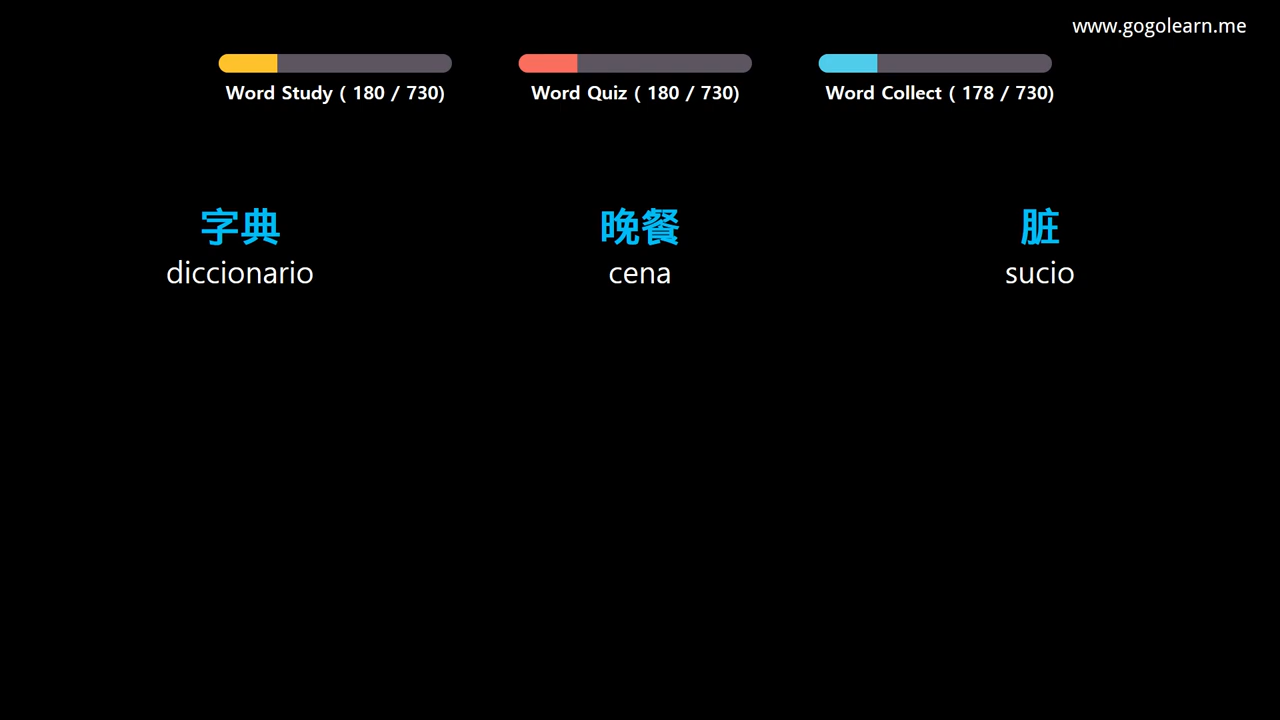 www.gogolearn.me
Word Study ( 180 / 730)
Word Quiz ( 180 / 730)
Word Collect ( 178 / 730)
字典
diccionario
晚餐
cena
脏
sucio